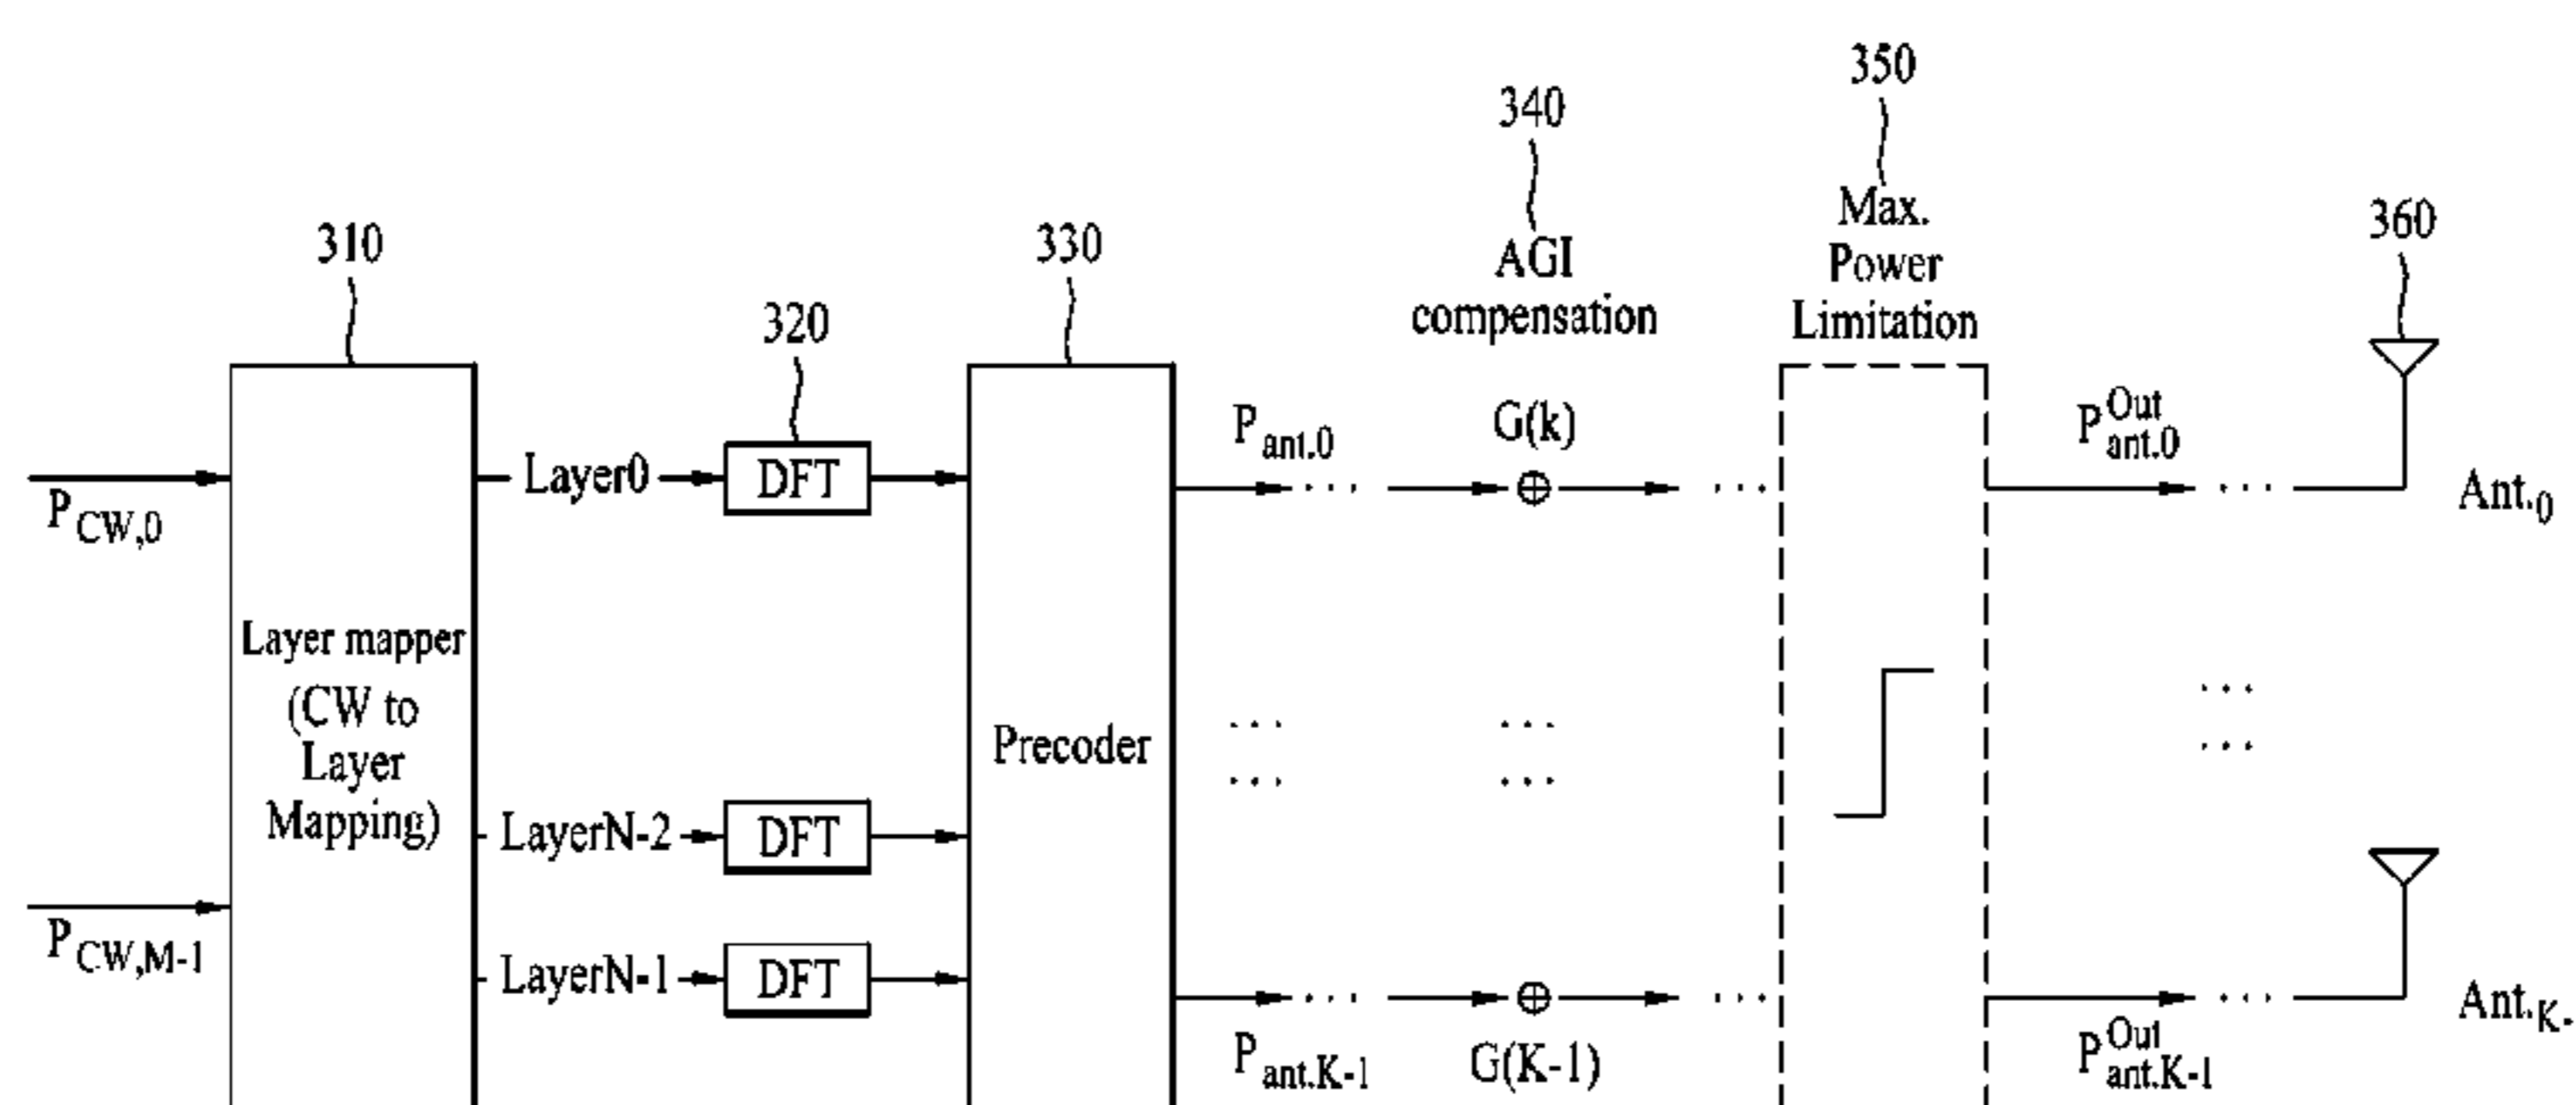 350
340
Max.
Power
Limitation
360
310
330
AGI
compensation
320
P_CW,0
Layer0
DFT
P_ant.0
G(k)
...
...
P^Out_ant.0
...
Ant._0
Layer mapper
(CW to
Layer
Mapping)
Precoder
...
...
...
...
...
...
LayerN-2
DFT
P_CW,M-1
LayerN-1
DFT
...
...
...
Ant._K-
P_ant.K-1
G(K-1)
P^Out_ant.K-1